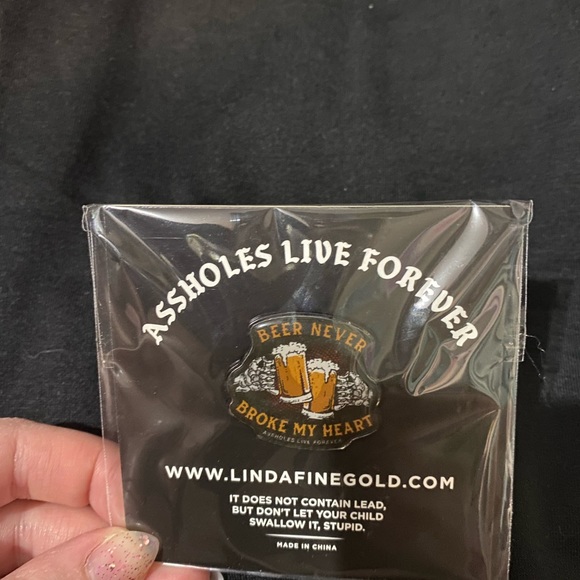 ASSHOLES LIVE FOREVER
BEER NEVER
BROKE MY HEART
ASSHOLES LIVE FOREVER
WWW.LINDAFINEGOLD.COM
IT DOES NOT CONTAIN LEAD,
BUT DON'T LET YOUR CHILD
SWALLOW IT, STUPID.
MADE IN CHINA